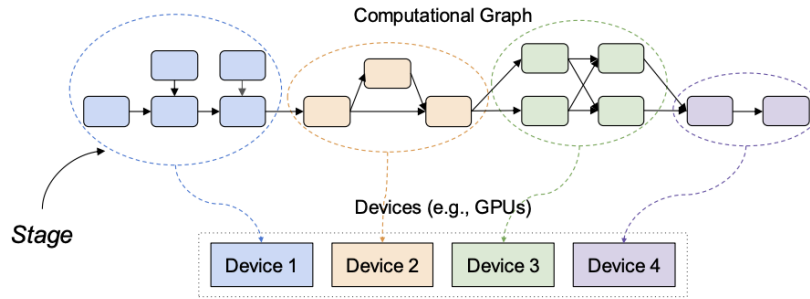 Computational Graph
Stage
Devices (e.g., GPUs)
Device 1
Device 2
Device 3
Device 4